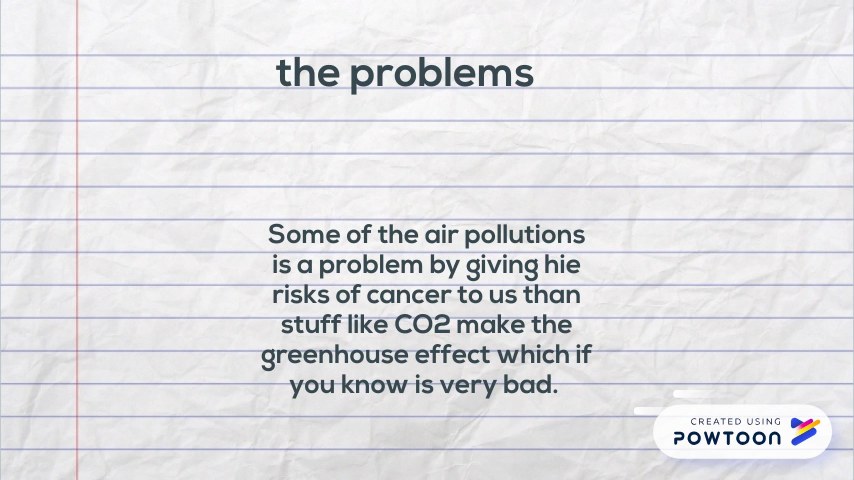 the problems
Some of the air pollutions
is a problem by giving hie
risks of cancer to us than
stuff like CO2 make the
greenhouse effect which if
you know is very bad.
CREATED USING
POWTOON